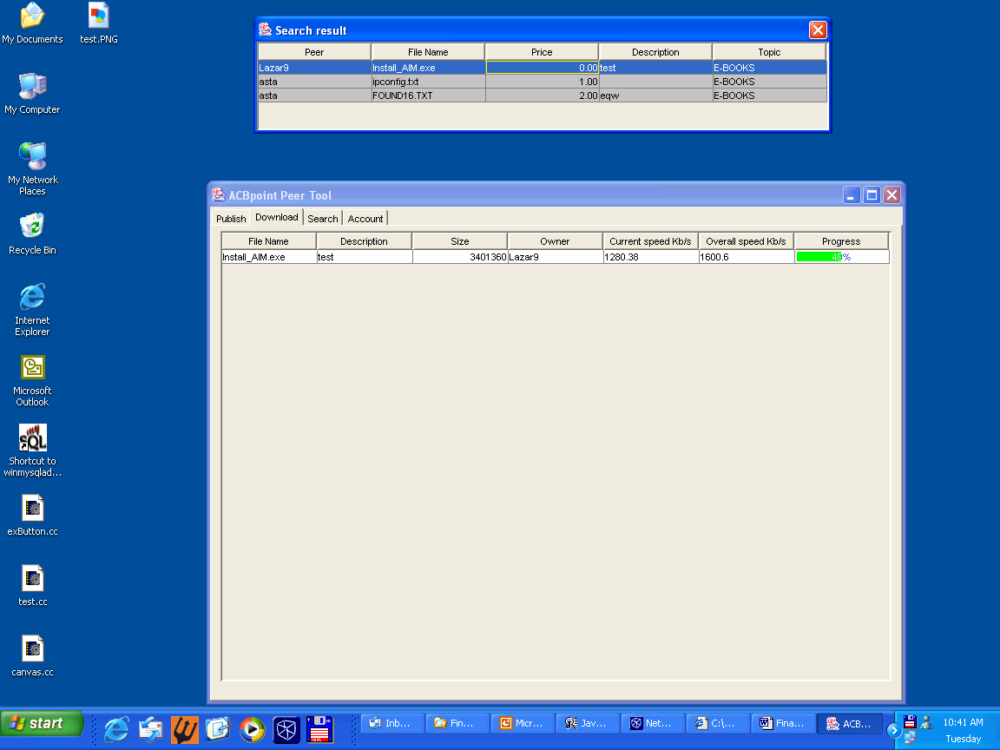 My Documents
test.PNG
My Computer
My Network
Places
Recycle Bin
Internet
Explorer
Microsoft
Outlook
SQL
Shortcut to
winmysqlad...
exButton.cc
test.cc
canvas.cc
Search result
Peer File Name Price Description Topic
Lazar9 Install_AIM.exe 0.00 test E-BOOKS
asta ipconfig.txt 1.00 E-BOOKS
asta FOUND16.TXT 2.00 eqw E-BOOKS
ACBpoint Peer Tool
Publish Download Search Account
File Name Description Size Owner Current speed Kb/s Overall speed Kb/s Progress
Install_AIM.exe test 3401360 Lazar9 1280.38 1600.6
start
Inb... Fin... Micr... Jav... Net... C:\... Fina... ACB...
10:41 AM
Tuesday